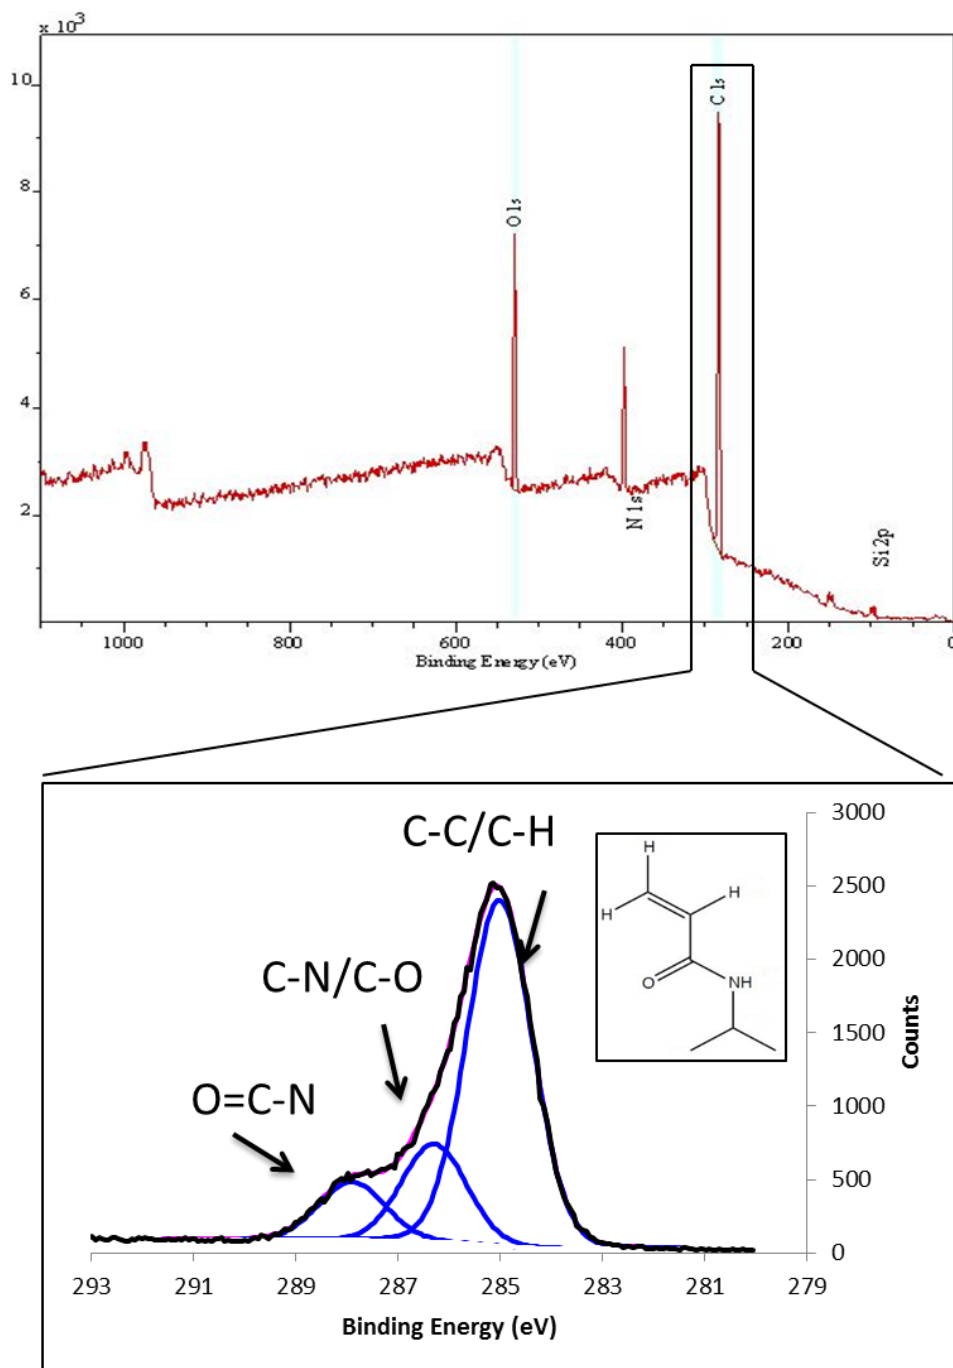 x 10³
10
8
6
4
2
O 1s
N 1s
C 1s
Si 2p
1000
800
600
400
200
0
Binding Energy (eV)
C-C/C-H
C-N/C-O
O=C-N
H
H
H
O
NH
3000
2500
2000
1500
1000
500
0
Counts
293
291
289
287
285
283
281
279
Binding Energy (eV)